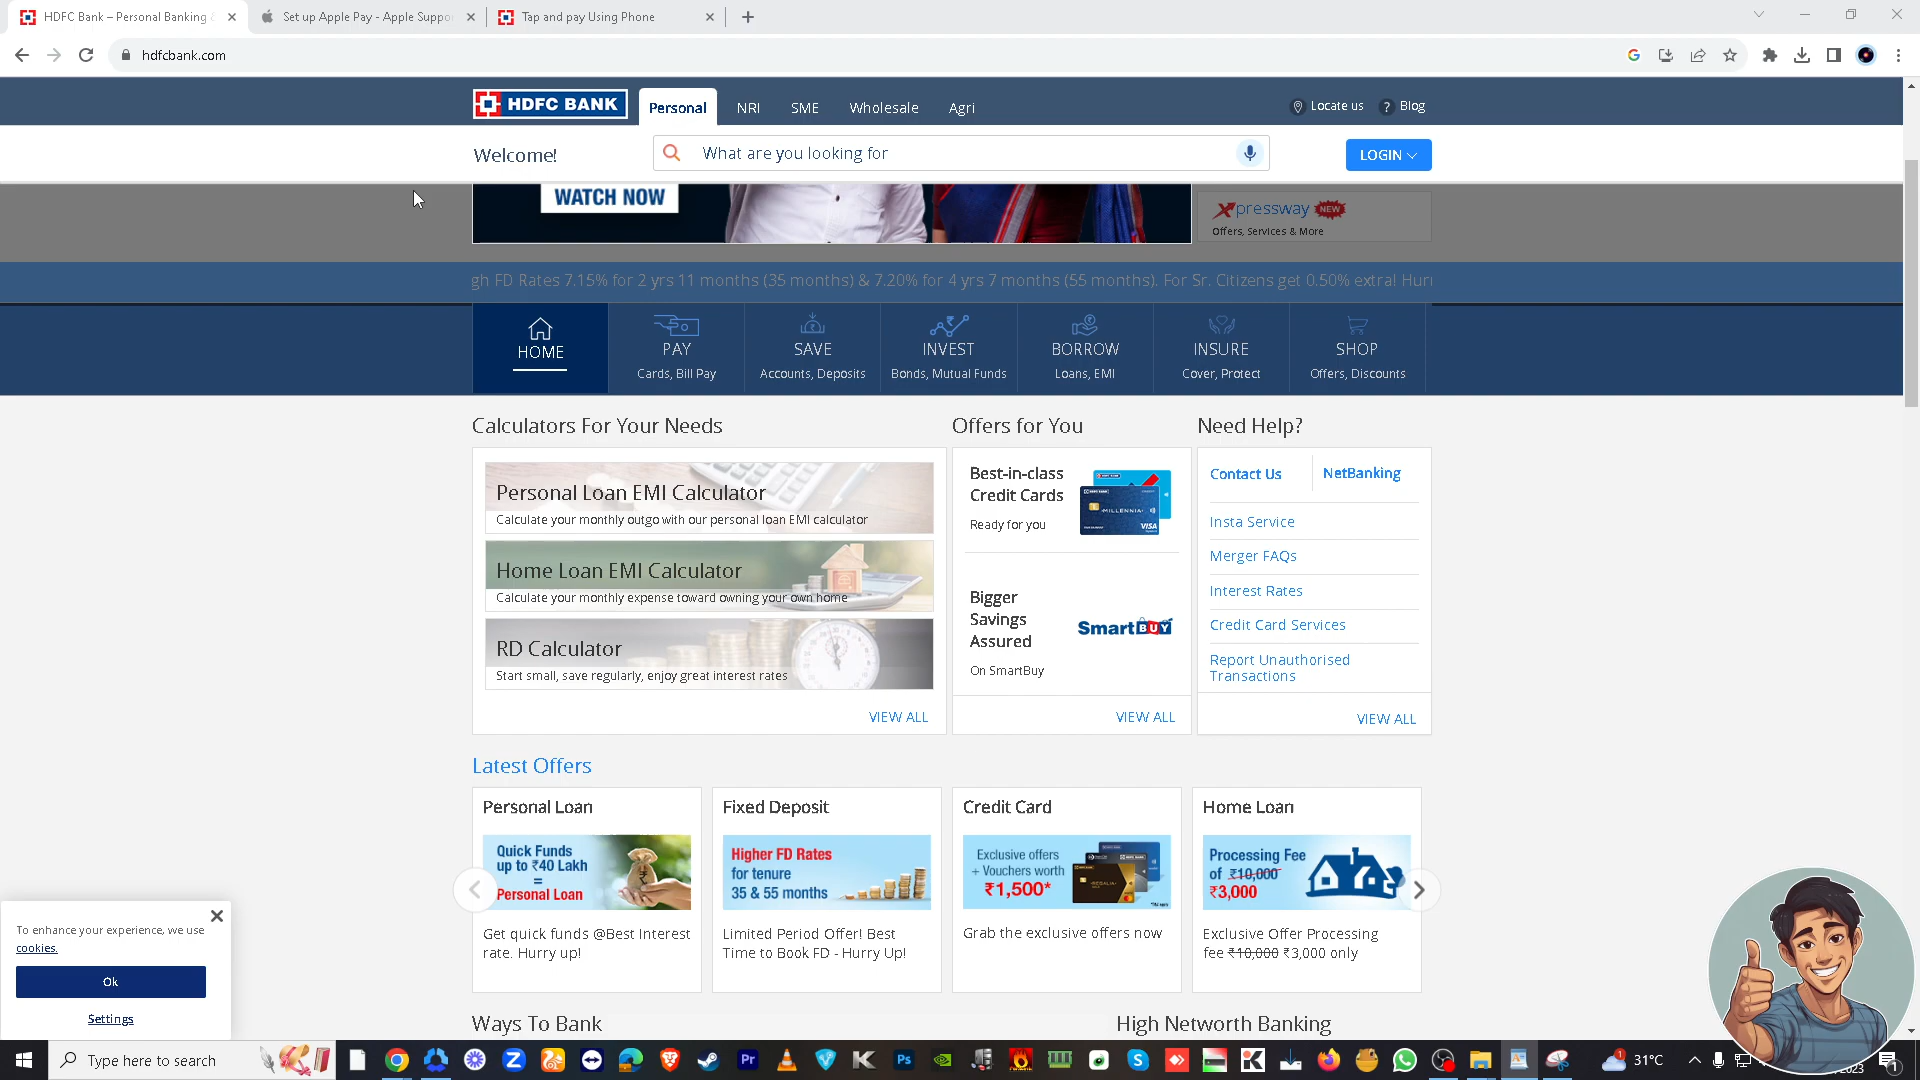 HDFC Bank – Personal Banking &
Set up Apple Pay - Apple Suppor
Tap and pay Using Phone
hdfcbank.com
HDFC BANK
Personal
NRI
SME
Wholesale
Agri
Locate us
? Blog
Welcome!
What are you looking for
LOGIN
WATCH NOW
Xpressway NEW
Offers, Services & More
gh FD Rates 7.15% for 2 yrs 11 months (35 months) & 7.20% for 4 yrs 7 months (55 months). For Sr. Citizens get 0.50% extra! Hurr
HOME
PAY
Cards, Bill Pay
SAVE
Accounts, Deposits
INVEST
Bonds, Mutual Funds
BORROW
Loans, EMI
INSURE
Cover, Protect
SHOP
Offers, Discounts
Calculators For Your Needs
Personal Loan EMI Calculator
Calculate your monthly outgo with our personal loan EMI calculator
Home Loan EMI Calculator
Calculate your monthly expense toward owning your own home
RD Calculator
Start small, save regularly, enjoy great interest rates
VIEW ALL
Offers for You
Best-in-class
Credit Cards
Ready for you
MILLENNIA
VISA
Bigger
Savings
Assured
On SmartBuy
SmartBUY
VIEW ALL
Need Help?
Contact Us
NetBanking
Insta Service
Merger FAQs
Interest Rates
Credit Card Services
Report Unauthorised
Transactions
VIEW ALL
Latest Offers
Personal Loan
Quick Funds
up to ₹40 Lakh
=
Personal Loan
Get quick funds @Best Interest
rate. Hurry up!
Fixed Deposit
Higher FD Rates
for tenure
35 & 55 months
Limited Period Offer! Best
Time to Book FD - Hurry Up!
Credit Card
Exclusive offers
+ Vouchers worth
₹1,500*
REGALIA
Grab the exclusive offers now
Home Loan
Processing Fee
of ₹10,000
₹3,000
Exclusive Offer Processing
fee ₹10,000 ₹3,000 only
Ways To Bank
High Networth Banking
To enhance your experience, we use
cookies.
Ok
Settings
Type here to search
31°C
2023